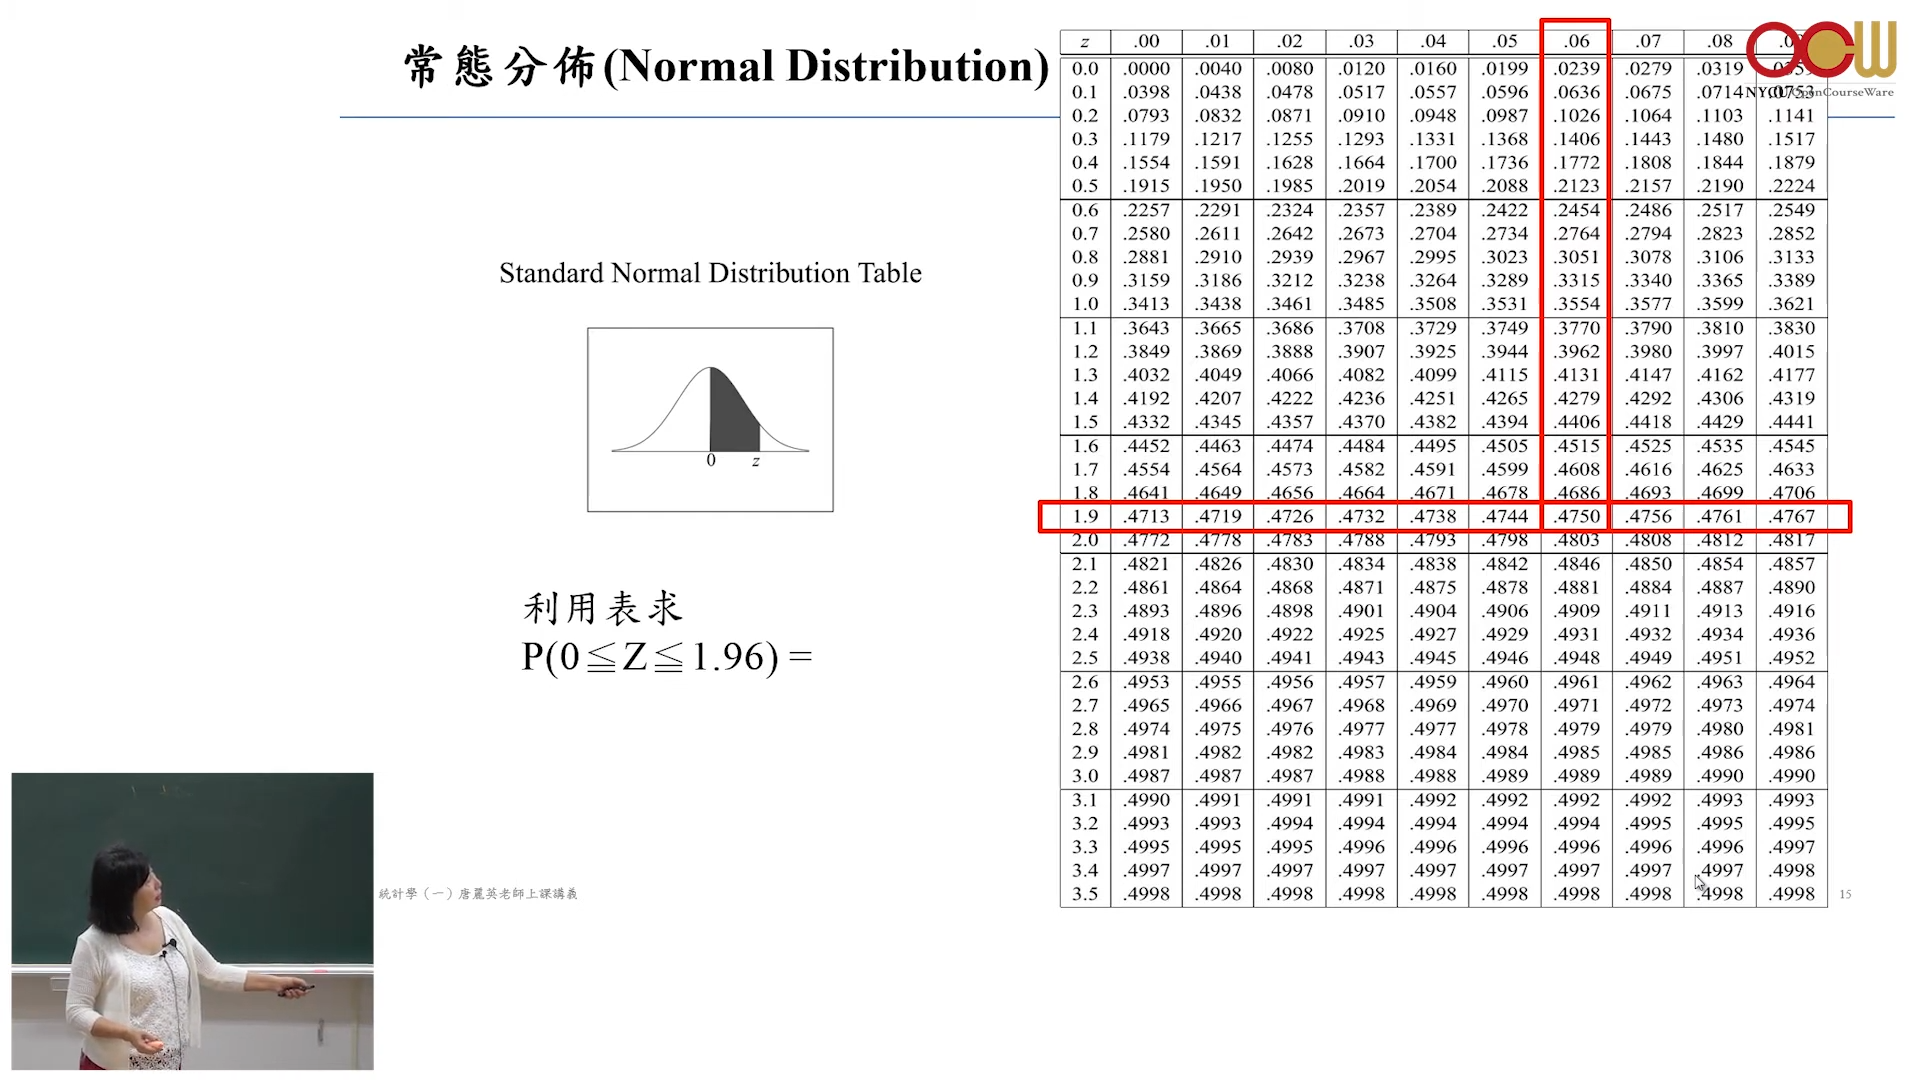 常態分佈(Normal Distribution)
NYCU OpenCourseWare
Standard Normal Distribution Table
0 z
利用表求
P(0≦Z≦1.96) =
z .00 .01 .02 .03 .04 .05 .06 .07 .08
0.0 .0000 .0040 .0080 .0120 .0160 .0199 .0239 .0279 .0319 .0359
0.1 .0398 .0438 .0478 .0517 .0557 .0596 .0636 .0675 .0714 .0753
0.2 .0793 .0832 .0871 .0910 .0948 .0987 .1026 .1064 .1103 .1141
0.3 .1179 .1217 .1255 .1293 .1331 .1368 .1406 .1443 .1480 .1517
0.4 .1554 .1591 .1628 .1664 .1700 .1736 .1772 .1808 .1844 .1879
0.5 .1915 .1950 .1985 .2019 .2054 .2088 .2123 .2157 .2190 .2224
0.6 .2257 .2291 .2324 .2357 .2389 .2422 .2454 .2486 .2517 .2549
0.7 .2580 .2611 .2642 .2673 .2704 .2734 .2764 .2794 .2823 .2852
0.8 .2881 .2910 .2939 .2967 .2995 .3023 .3051 .3078 .3106 .3133
0.9 .3159 .3186 .3212 .3238 .3264 .3289 .3315 .3340 .3365 .3389
1.0 .3413 .3438 .3461 .3485 .3508 .3531 .3554 .3577 .3599 .3621
1.1 .3643 .3665 .3686 .3708 .3729 .3749 .3770 .3790 .3810 .3830
1.2 .3849 .3869 .3888 .3907 .3925 .3944 .3962 .3980 .3997 .4015
1.3 .4032 .4049 .4066 .4082 .4099 .4115 .4131 .4147 .4162 .4177
1.4 .4192 .4207 .4222 .4236 .4251 .4265 .4279 .4292 .4306 .4319
1.5 .4332 .4345 .4357 .4370 .4382 .4394 .4406 .4418 .4429 .4441
1.6 .4452 .4463 .4474 .4484 .4495 .4505 .4515 .4525 .4535 .4545
1.7 .4554 .4564 .4573 .4582 .4591 .4599 .4608 .4616 .4625 .4633
1.8 .4641 .4649 .4656 .4664 .4671 .4678 .4686 .4693 .4699 .4706
1.9 .4713 .4719 .4726 .4732 .4738 .4744 .4750 .4756 .4761 .4767
2.0 .4772 .4778 .4783 .4788 .4793 .4798 .4803 .4808 .4812 .4817
2.1 .4821 .4826 .4830 .4834 .4838 .4842 .4846 .4850 .4854 .4857
2.2 .4861 .4864 .4868 .4871 .4875 .4878 .4881 .4884 .4887 .4890
2.3 .4893 .4896 .4898 .4901 .4904 .4906 .4909 .4911 .4913 .4916
2.4 .4918 .4920 .4922 .4925 .4927 .4929 .4931 .4932 .4934 .4936
2.5 .4938 .4940 .4941 .4943 .4945 .4946 .4948 .4949 .4951 .4952
2.6 .4953 .4955 .4956 .4957 .4959 .4960 .4961 .4962 .4963 .4964
2.7 .4965 .4966 .4967 .4968 .4969 .4970 .4971 .4972 .4973 .4974
2.8 .4974 .4975 .4976 .4977 .4977 .4978 .4979 .4979 .4980 .4981
2.9 .4981 .4982 .4982 .4983 .4984 .4984 .4985 .4985 .4986 .4986
3.0 .4987 .4987 .4987 .4988 .4988 .4989 .4989 .4989 .4990 .4990
3.1 .4990 .4991 .4991 .4991 .4992 .4992 .4992 .4992 .4993 .4993
3.2 .4993 .4993 .4994 .4994 .4994 .4994 .4994 .4995 .4995 .4995
3.3 .4995 .4995 .4995 .4996 .4996 .4996 .4996 .4996 .4996 .4997
3.4 .4997 .4997 .4997 .4997 .4997 .4997 .4997 .4997 .4997 .4998
3.5 .4998 .4998 .4998 .4998 .4998 .4998 .4998 .4998 .4998 .4998
統計學（一）唐麗英老師上課講義
15